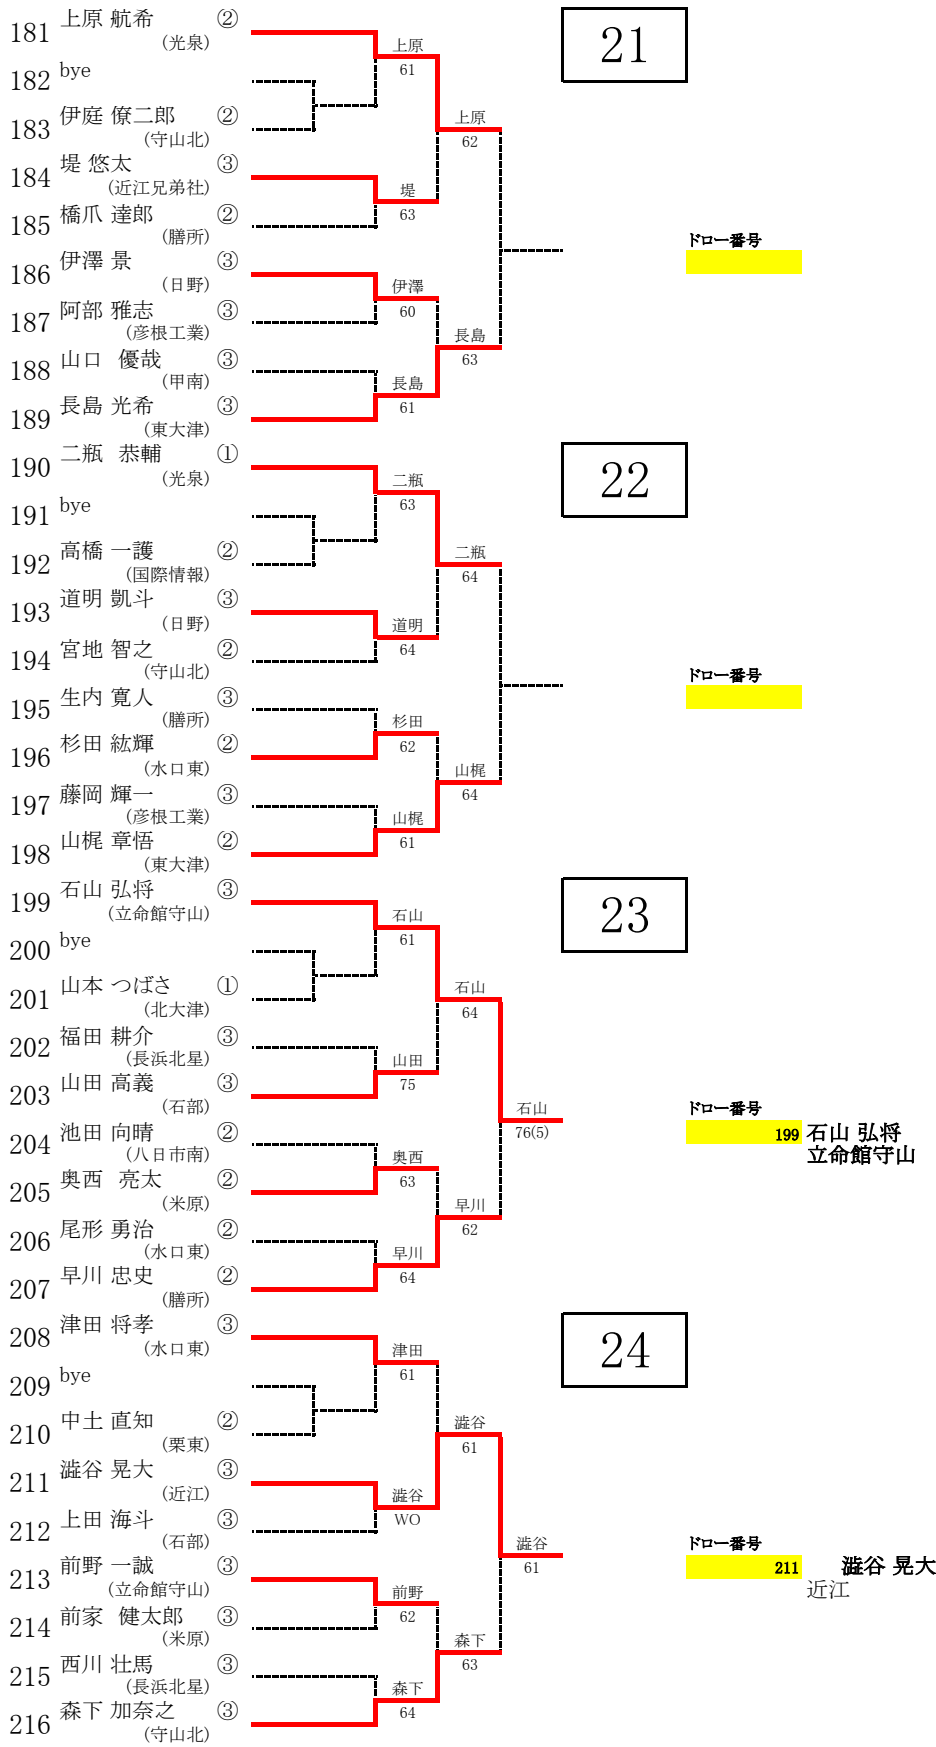 181 上原 航希 ②
(光泉)
182 bye
183 伊庭 僚二郎 ②
(守山北)
184 堤 悠太 ③
(近江兄弟社)
185 橋爪 達郎 ②
(膳所)
186 伊澤 景 ③
(日野)
187 阿部 雅志 ③
(彦根工業)
188 山口 優哉 ③
(甲南)
189 長島 光希 ③
(東大津)
上原
61
堤
63
伊澤
60
長島
61
上原
62
長島
63
21
ドロー番号
190 二瓶 恭輔 ①
(光泉)
191 bye
192 高橋 一護 ②
(国際情報)
193 道明 凱斗 ③
(日野)
194 宮地 智之 ②
(守山北)
195 生内 寛人 ③
(膳所)
196 杉田 紘輝 ②
(水口東)
197 藤岡 輝一 ③
(彦根工業)
198 山梶 章悟 ②
(東大津)
二瓶
63
道明
64
杉田
62
山梶
61
二瓶
64
山梶
64
22
ドロー番号
199 石山 弘将 ③
(立命館守山)
200 bye
201 山本 つばさ ①
(北大津)
202 福田 耕介 ③
(長浜北星)
203 山田 高義 ③
(石部)
204 池田 向晴 ②
(八日市南)
205 奥西 亮太 ②
(米原)
206 尾形 勇治 ②
(水口東)
207 早川 忠史 ②
(膳所)
石山
61
山田
75
奥西
63
早川
64
石山
64
早川
62
石山
76(5)
23
ドロー番号
199 石山 弘将
立命館守山
208 津田 将孝 ③
(水口東)
209 bye
210 中土 直知 ②
(栗東)
211 澁谷 晃大 ③
(近江)
212 上田 海斗 ③
(石部)
213 前野 一誠 ③
(立命館守山)
214 前家 健太郎 ③
(米原)
215 西川 壮馬 ③
(長浜北星)
216 森下 加奈之 ③
(守山北)
津田
61
澁谷
WO
前野
62
森下
64
澁谷
61
森下
63
澁谷
61
24
ドロー番号
211 澁谷 晃大
近江